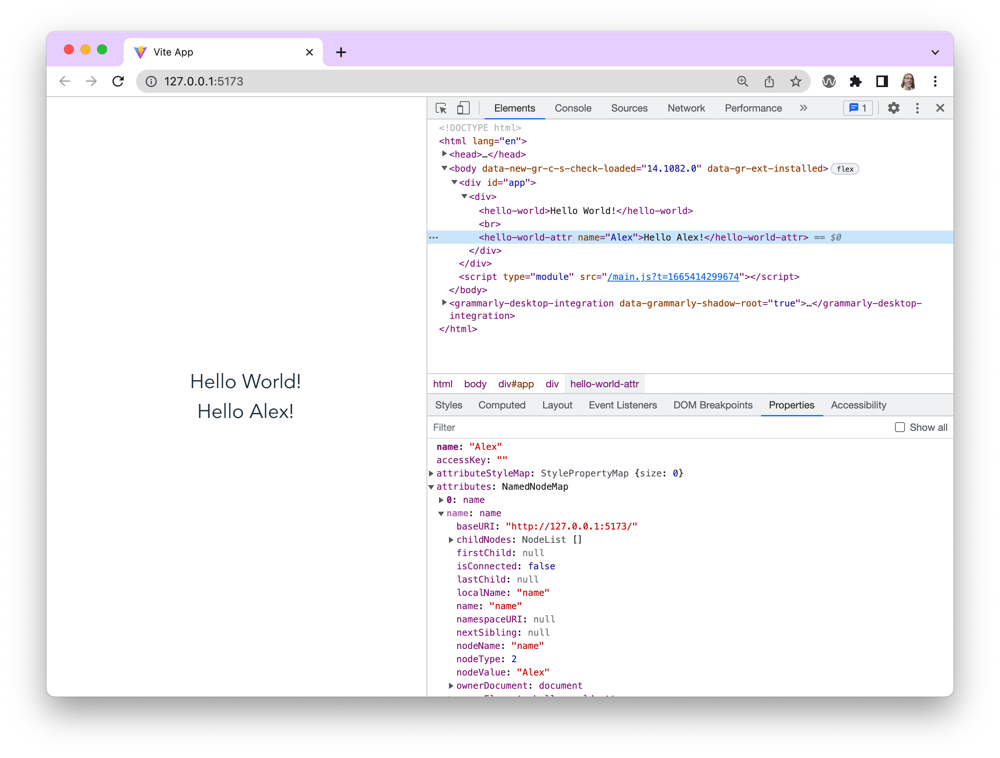 Vite App
127.0.0.1:5173
Elements Console Sources Network Performance » 1
<!DOCTYPE html>
<html lang="en">
<head>…</head>
<body data-new-gr-c-s-check-loaded="14.1082.0" data-gr-ext-installed> flex
<div id="app">
<div>
<hello-world>Hello World!</hello-world>
<br>
<hello-world-attr name="Alex">Hello Alex!</hello-world-attr> == $0
</div>
</div>
<script type="module" src="/main.js?t=1665414299674"></script>
</body>
<grammarly-desktop-integration data-grammarly-shadow-root="true">…</grammarly-desktop-
integration>
</html>
Hello World!
Hello Alex!
html body div#app div hello-world-attr
Styles Computed Layout Event Listeners DOM Breakpoints Properties Accessibility
Filter Show all
name: "Alex"
accessKey: ""
attributeStyleMap: StylePropertyMap {size: 0}
attributes: NamedNodeMap
0: name
name: name
baseURI: "http://127.0.0.1:5173/"
childNodes: NodeList []
firstChild: null
isConnected: false
lastChild: null
localName: "name"
name: "name"
namespaceURI: null
nextSibling: null
nodeName: "name"
nodeType: 2
nodeValue: "Alex"
ownerDocument: document